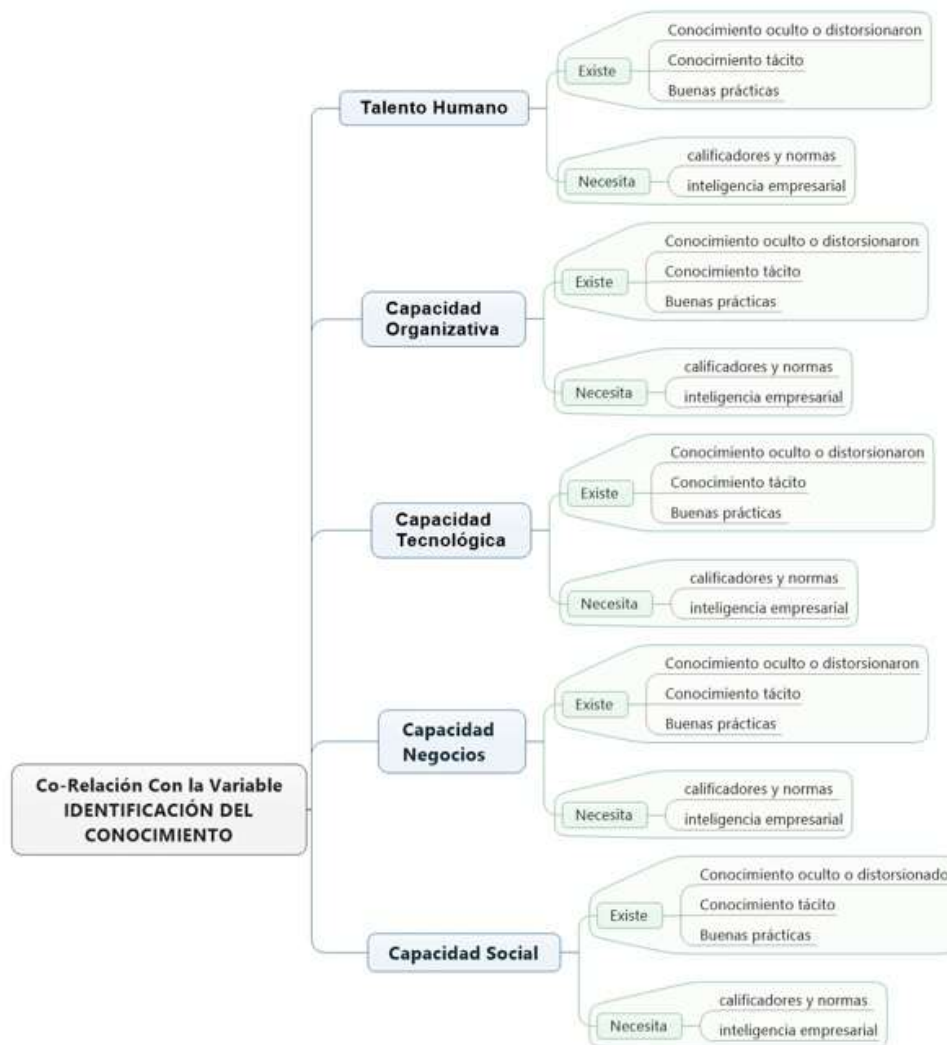 Co-Relación Con la Variable
IDENTIFICACIÓN DEL
CONOCIMIENTO
Talento Humano
Existe
Conocimiento oculto o distorsionaron
Conocimiento tácito
Buenas prácticas
Necesita
calificadores y normas
inteligencia empresarial
Capacidad
Organizativa
Existe
Conocimiento oculto o distorsionaron
Conocimiento tácito
Buenas prácticas
Necesita
calificadores y normas
inteligencia empresarial
Capacidad
Tecnológica
Existe
Conocimiento oculto o distorsionaron
Conocimiento tácito
Buenas prácticas
Necesita
calificadores y normas
inteligencia empresarial
Capacidad
Negocios
Existe
Conocimiento oculto o distorsionaron
Conocimiento tácito
Buenas prácticas
Necesita
calificadores y normas
inteligencia empresarial
Capacidad Social
Existe
Conocimiento oculto o distorsionado
Conocimiento tácito
Buenas prácticas
Necesita
calificadores y normas
inteligencia empresarial